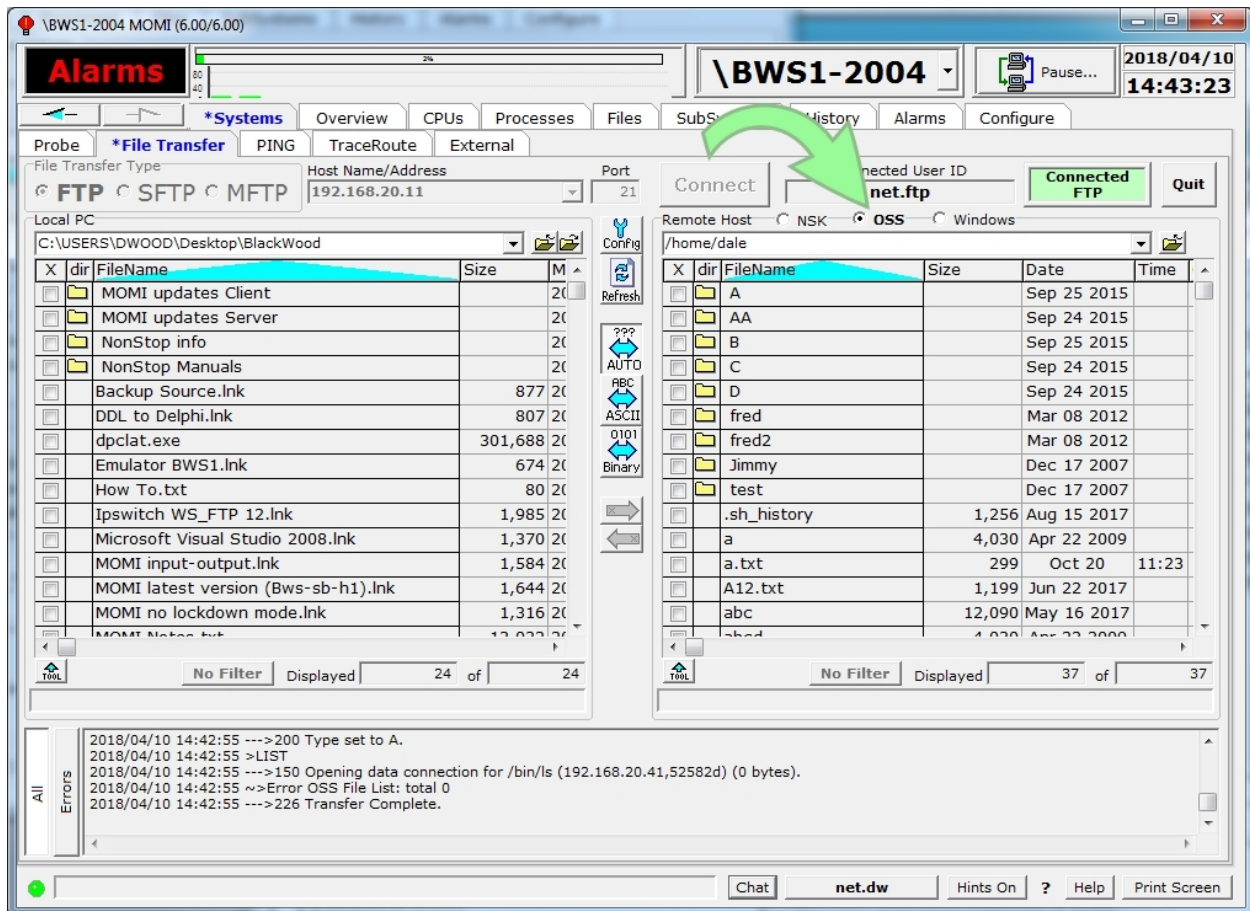 \BWS1-2004 MOMI (6.00/6.00)
Alarms
2%
80
40
\BWS1-2004
Pause...
2018/04/10
14:43:23
*Systems Overview CPUs Processes Files History Alarms Configure
Probe *File Transfer PING TraceRoute External
File Transfer Type Host Name/Address Port User ID
FTP SFTP MFTP 192.168.20.11 21 Connect net.ftp Connected FTP Quit
Local PC Config Remote Host NSK OSS Windows
C:\USERS\DWOOD\Desktop\BlackWood /home/dale
X dir FileName Size M
MOMI updates Client 20
MOMI updates Server 20
NonStop info 20
NonStop Manuals 20
Backup Source.lnk 877 20
DDL to Delphi.lnk 807 20
dpclat.exe 301,688 20
Emulator BWS1.lnk 674 20
How To.txt 80 20
Ipswitch WS_FTP 12.lnk 1,985 20
Microsoft Visual Studio 2008.lnk 1,370 20
MOMI input-output.lnk 1,584 20
MOMI latest version (Bws-sb-h1).lnk 1,644 20
MOMI no lockdown mode.lnk 1,316 20
TOOL No Filter Displayed 24 of 24
Refresh
???
AUTO
ABC
ASCII
0101
Binary
X dir FileName Size Date Time
A Sep 25 2015
AA Sep 24 2015
B Sep 25 2015
C Sep 24 2015
D Sep 24 2015
fred Mar 08 2012
fred2 Mar 08 2012
Jimmy Dec 17 2007
test Dec 17 2007
.sh_history 1,256 Aug 15 2017
a 4,030 Apr 22 2009
a.txt 299 Oct 20 11:23
A12.txt 1,199 Jun 22 2017
abc 12,090 May 16 2017
TOOL No Filter Displayed 37 of 37
All
Errors
2018/04/10 14:42:55 --->200 Type set to A.
2018/04/10 14:42:55 >LIST
2018/04/10 14:42:55 --->150 Opening data connection for /bin/ls (192.168.20.41,52582d) (0 bytes).
2018/04/10 14:42:55 ~>Error OSS File List: total 0
2018/04/10 14:42:55 --->226 Transfer Complete.
Chat net.dw Hints On ? Help Print Screen